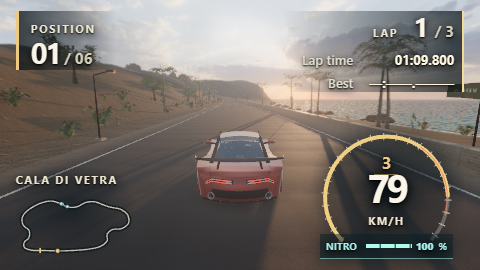 POSITION
01 / 06
LAP 1 / 3
Lap time 01:09.800
Best
CALA DI VETRA
3
79
KM/H
NITRO 100 %